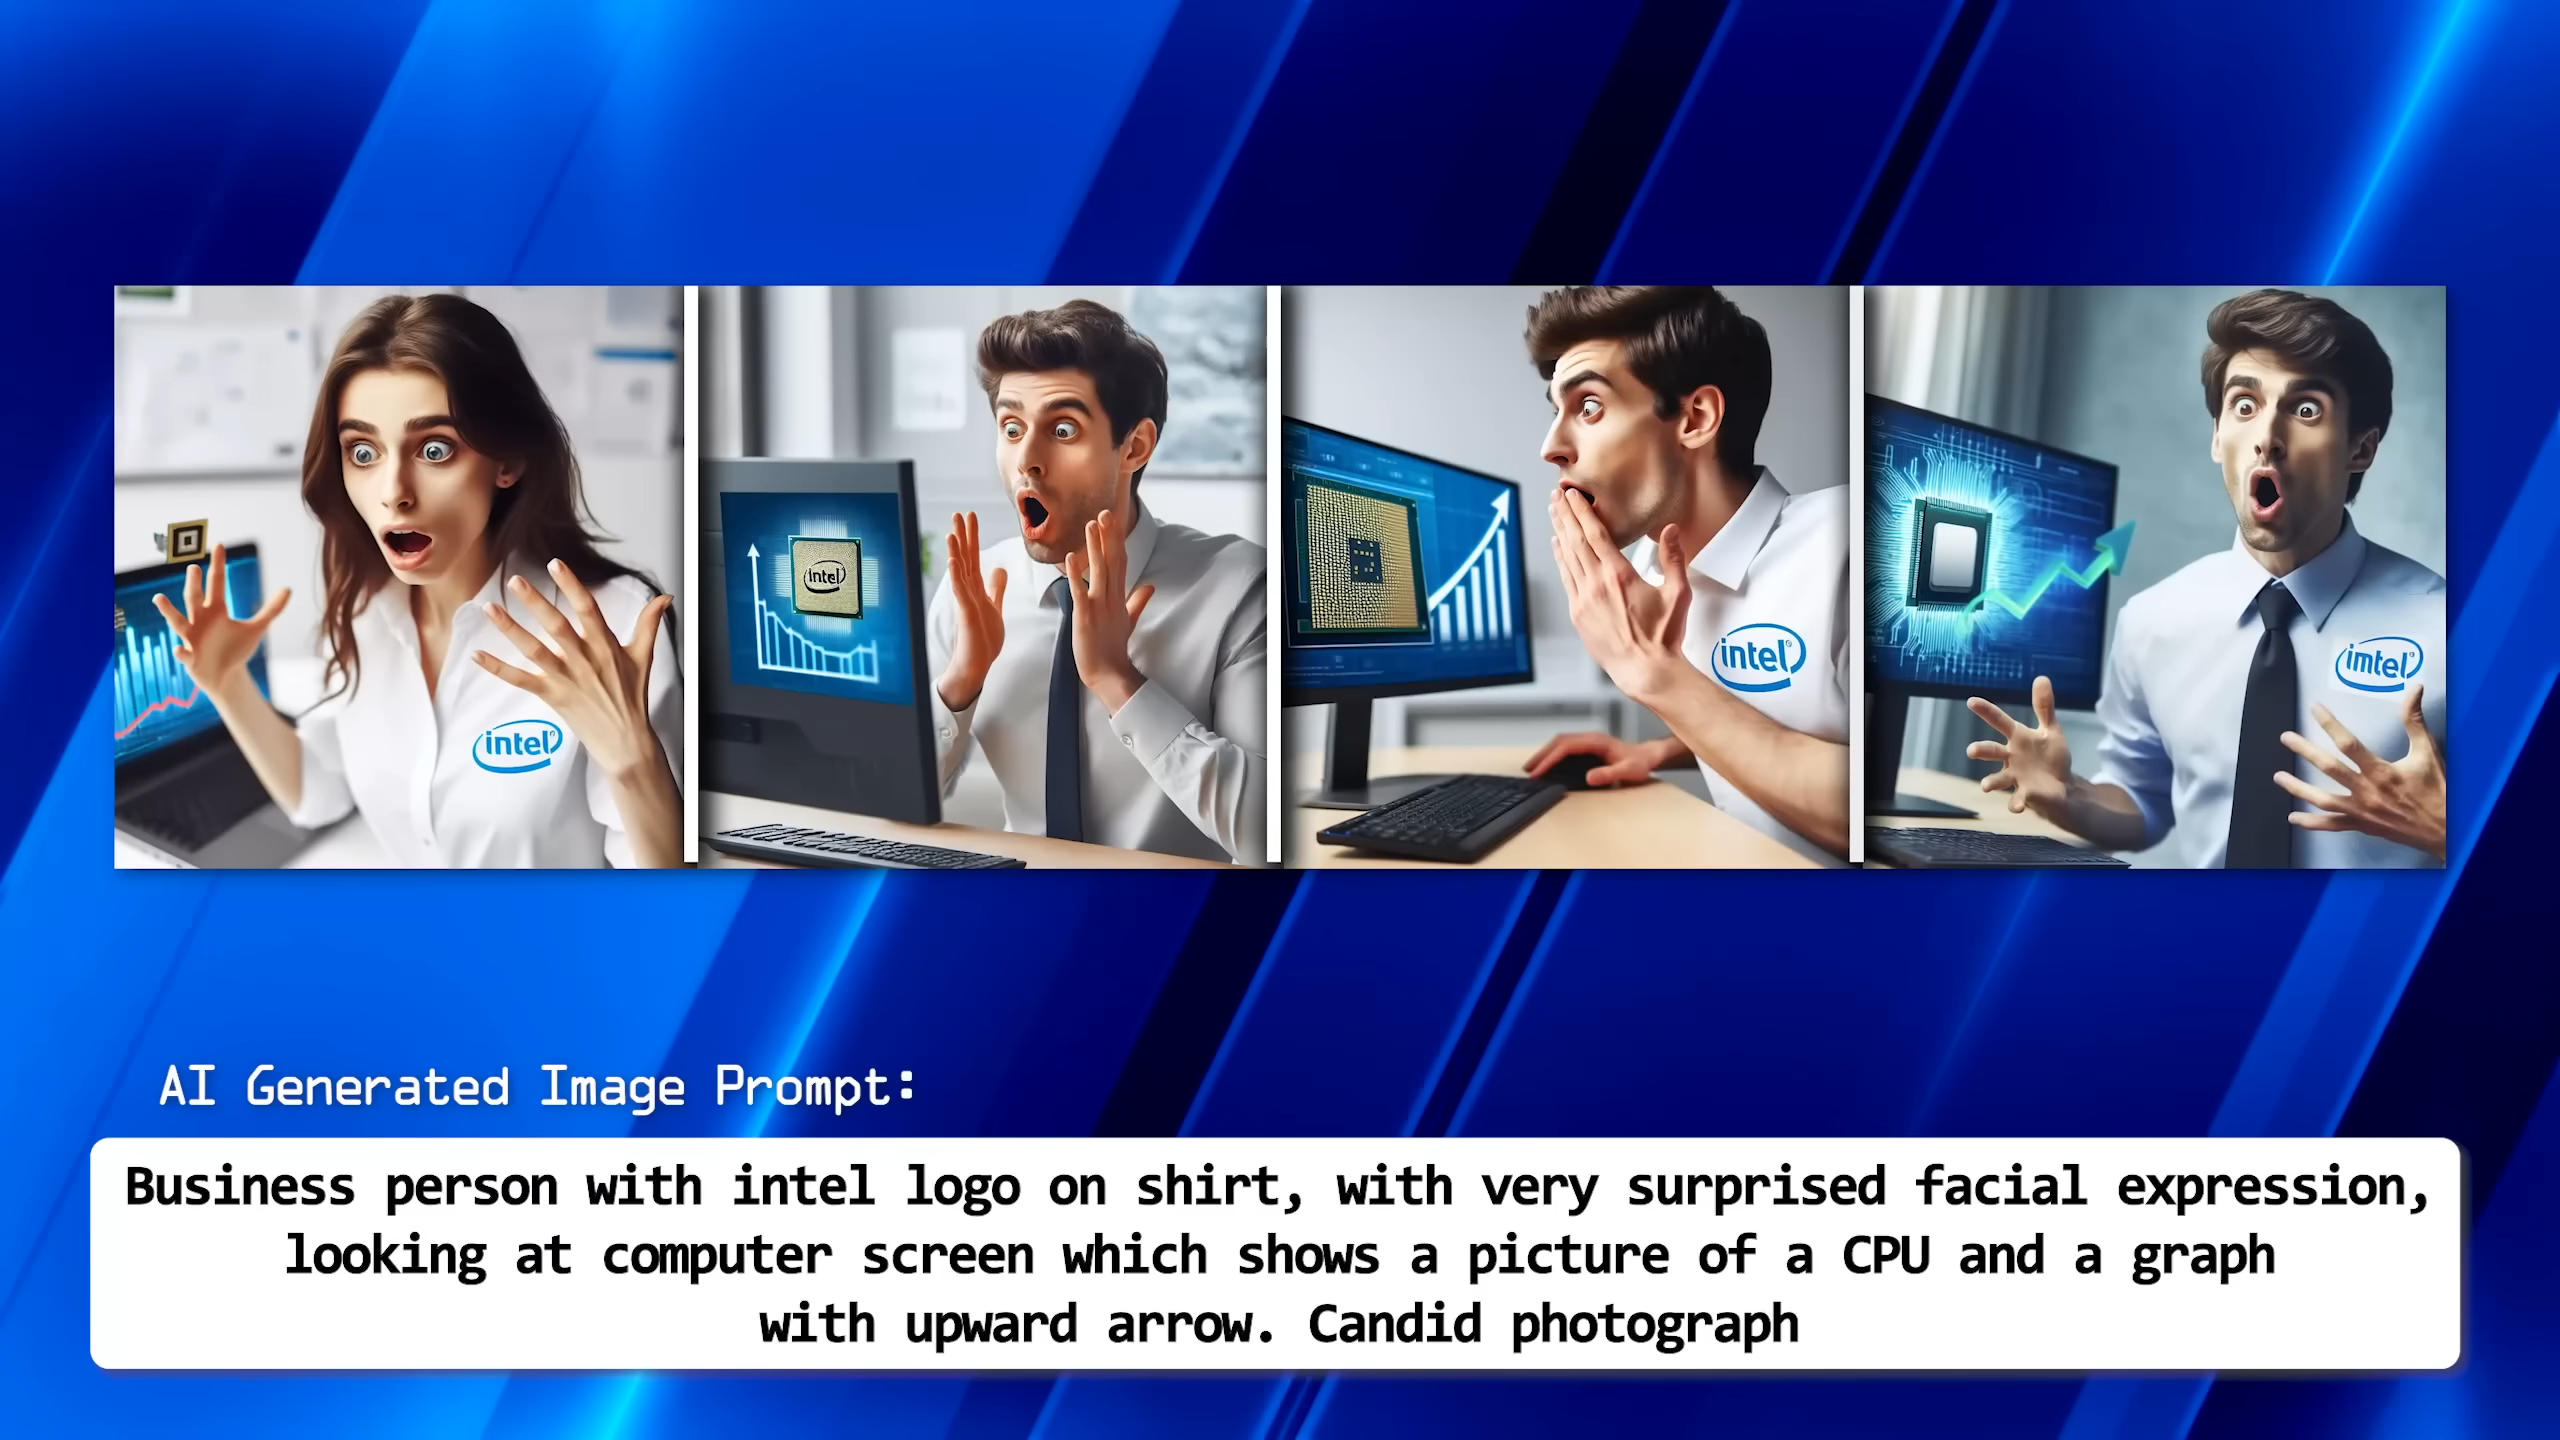 intel
intel
intel
imtel
AI Generated Image Prompt:
Business person with intel logo on shirt, with very surprised facial expression,
looking at computer screen which shows a picture of a CPU and a graph
with upward arrow. Candid photograph